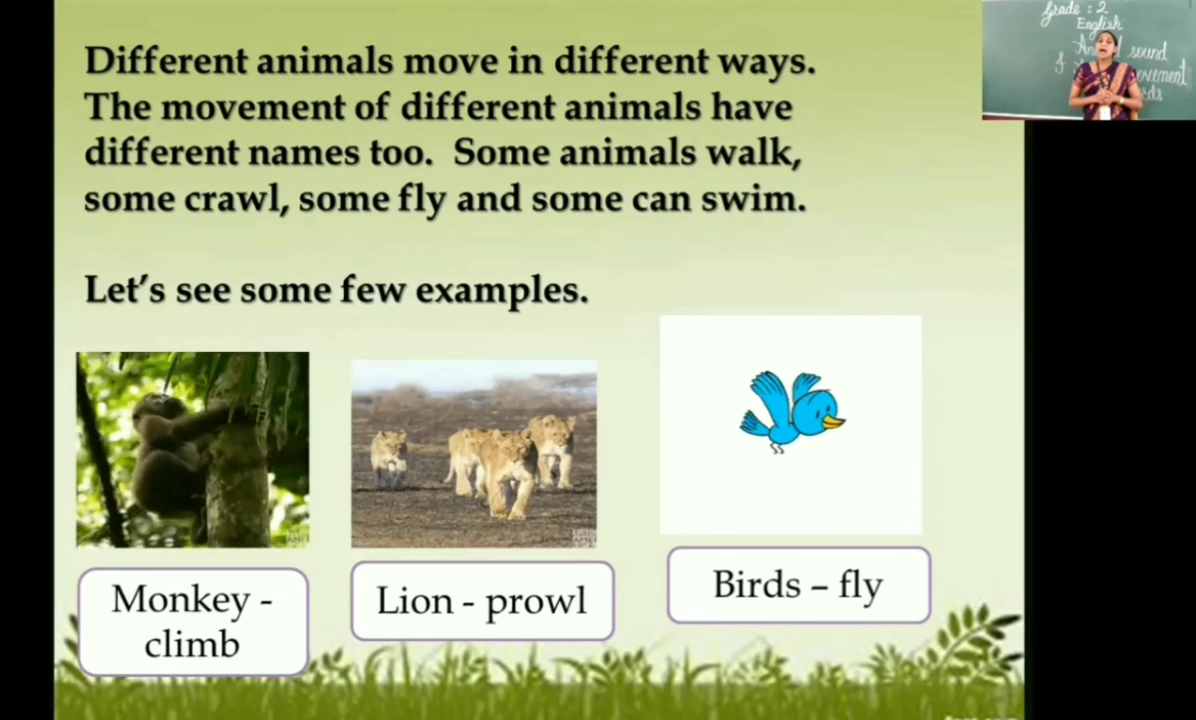 Different animals move in different ways.
The movement of different animals have
different names too. Some animals walk,
some crawl, some fly and some can swim.
Let's see some few examples.
Monkey -
climb
Lion - prowl
Birds – fly
Grade : 2
English
sound